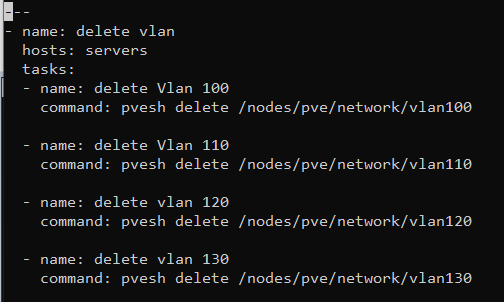 ---
- name: delete vlan
  hosts: servers
  tasks:
  - name: delete Vlan 100
    command: pvesh delete /nodes/pve/network/vlan100

  - name: delete Vlan 110
    command: pvesh delete /nodes/pve/network/vlan110

  - name: delete vlan 120
    command: pvesh delete /nodes/pve/network/vlan120

  - name: delete vlan 130
    command: pvesh delete /nodes/pve/network/vlan130